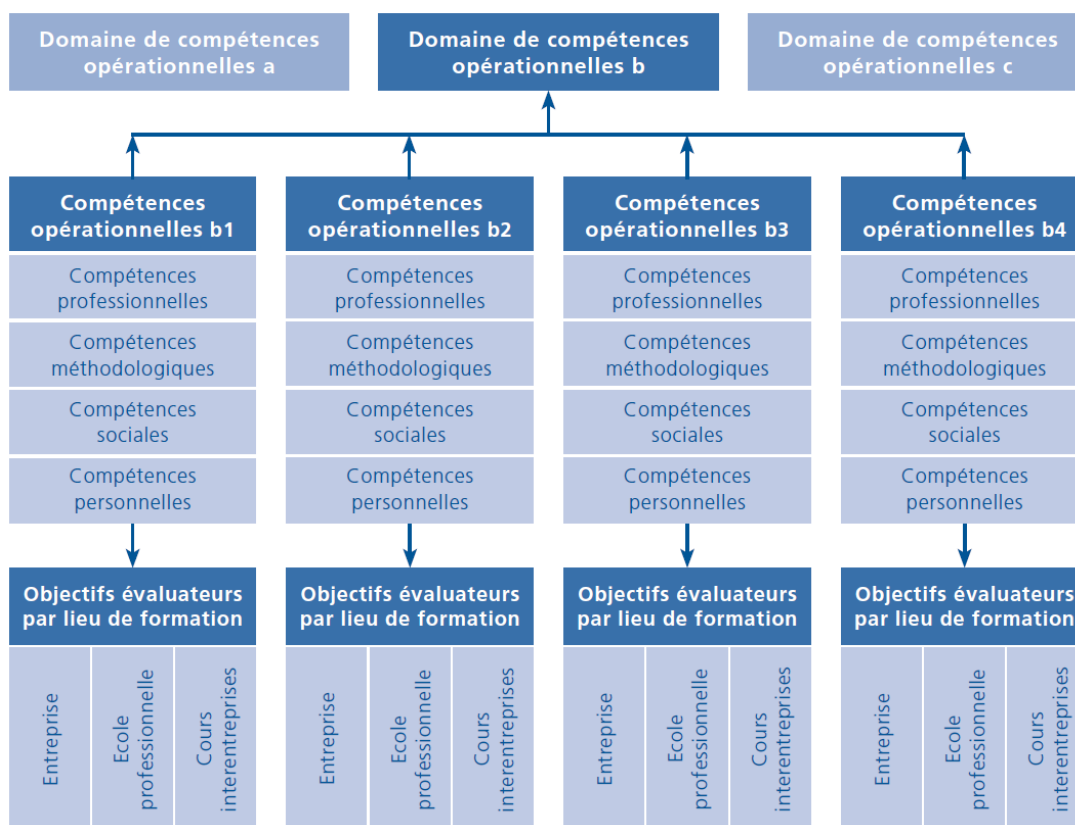 Domaine de compétences
opérationnelles a
Domaine de compétences
opérationnelles b
Domaine de compétences
opérationnelles c
Compétences
opérationnelles b1
Compétences
professionnelles
Compétences
méthodologiques
Compétences
sociales
Compétences
personnelles
Objectifs évaluateurs
par lieu de formation
Entreprise
Ecole
professionnelle
Cours
interentreprises
Compétences
opérationnelles b2
Compétences
professionnelles
Compétences
méthodologiques
Compétences
sociales
Compétences
personnelles
Objectifs évaluateurs
par lieu de formation
Entreprise
Ecole
professionnelle
Cours
interentreprises
Compétences
opérationnelles b3
Compétences
professionnelles
Compétences
méthodologiques
Compétences
sociales
Compétences
personnelles
Objectifs évaluateurs
par lieu de formation
Entreprise
Ecole
professionnelle
Cours
interentreprises
Compétences
opérationnelles b4
Compétences
professionnelles
Compétences
méthodologiques
Compétences
sociales
Compétences
personnelles
Objectifs évaluateurs
par lieu de formation
Entreprise
Ecole
professionnelle
Cours
interentreprises